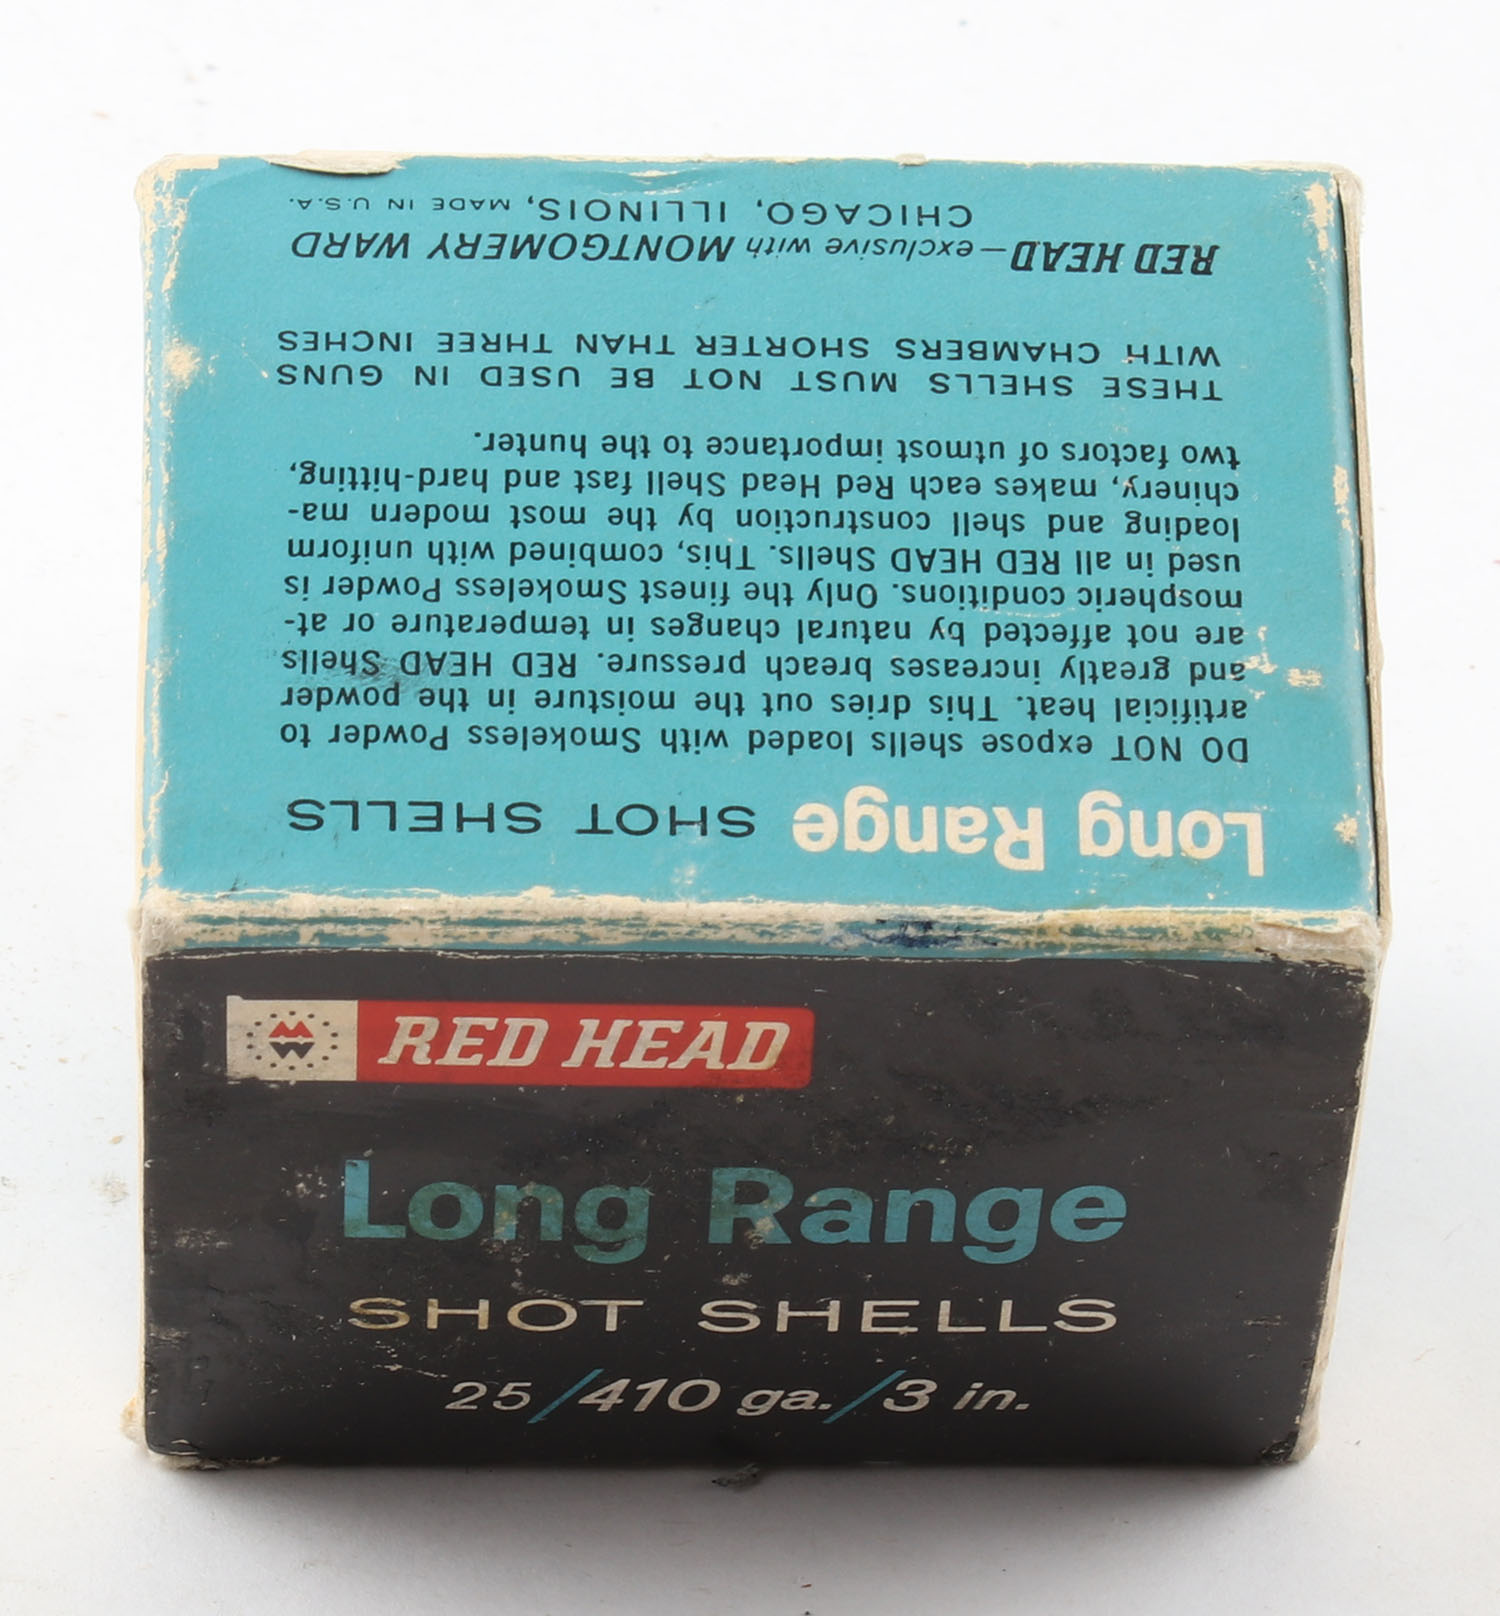 Long Range SHOT SHELLS
DO NOT expose shells loaded with Smokeless Powder to
artificial heat. This dries out the moisture in the powder
and greatly increases breach pressure. RED HEAD Shells
are not affected by natural changes in temperature or at-
mospheric conditions. Only the finest Smokeless Powder is
used in all RED HEAD Shells. This, combined with uniform
loading and shell construction by the most modern ma-
chinery, makes each Red Head Shell fast and hard-hitting,
two factors of utmost importance to the hunter.
THESE SHELLS MUST NOT BE USED IN GUNS
WITH CHAMBERS SHORTER THAN THREE INCHES
RED HEAD—exclusive with MONTGOMERY WARD
CHICAGO, ILLINOIS, MADE IN U.S.A.
MW RED HEAD
Long Range
SHOT SHELLS
25/410 ga./3 in.